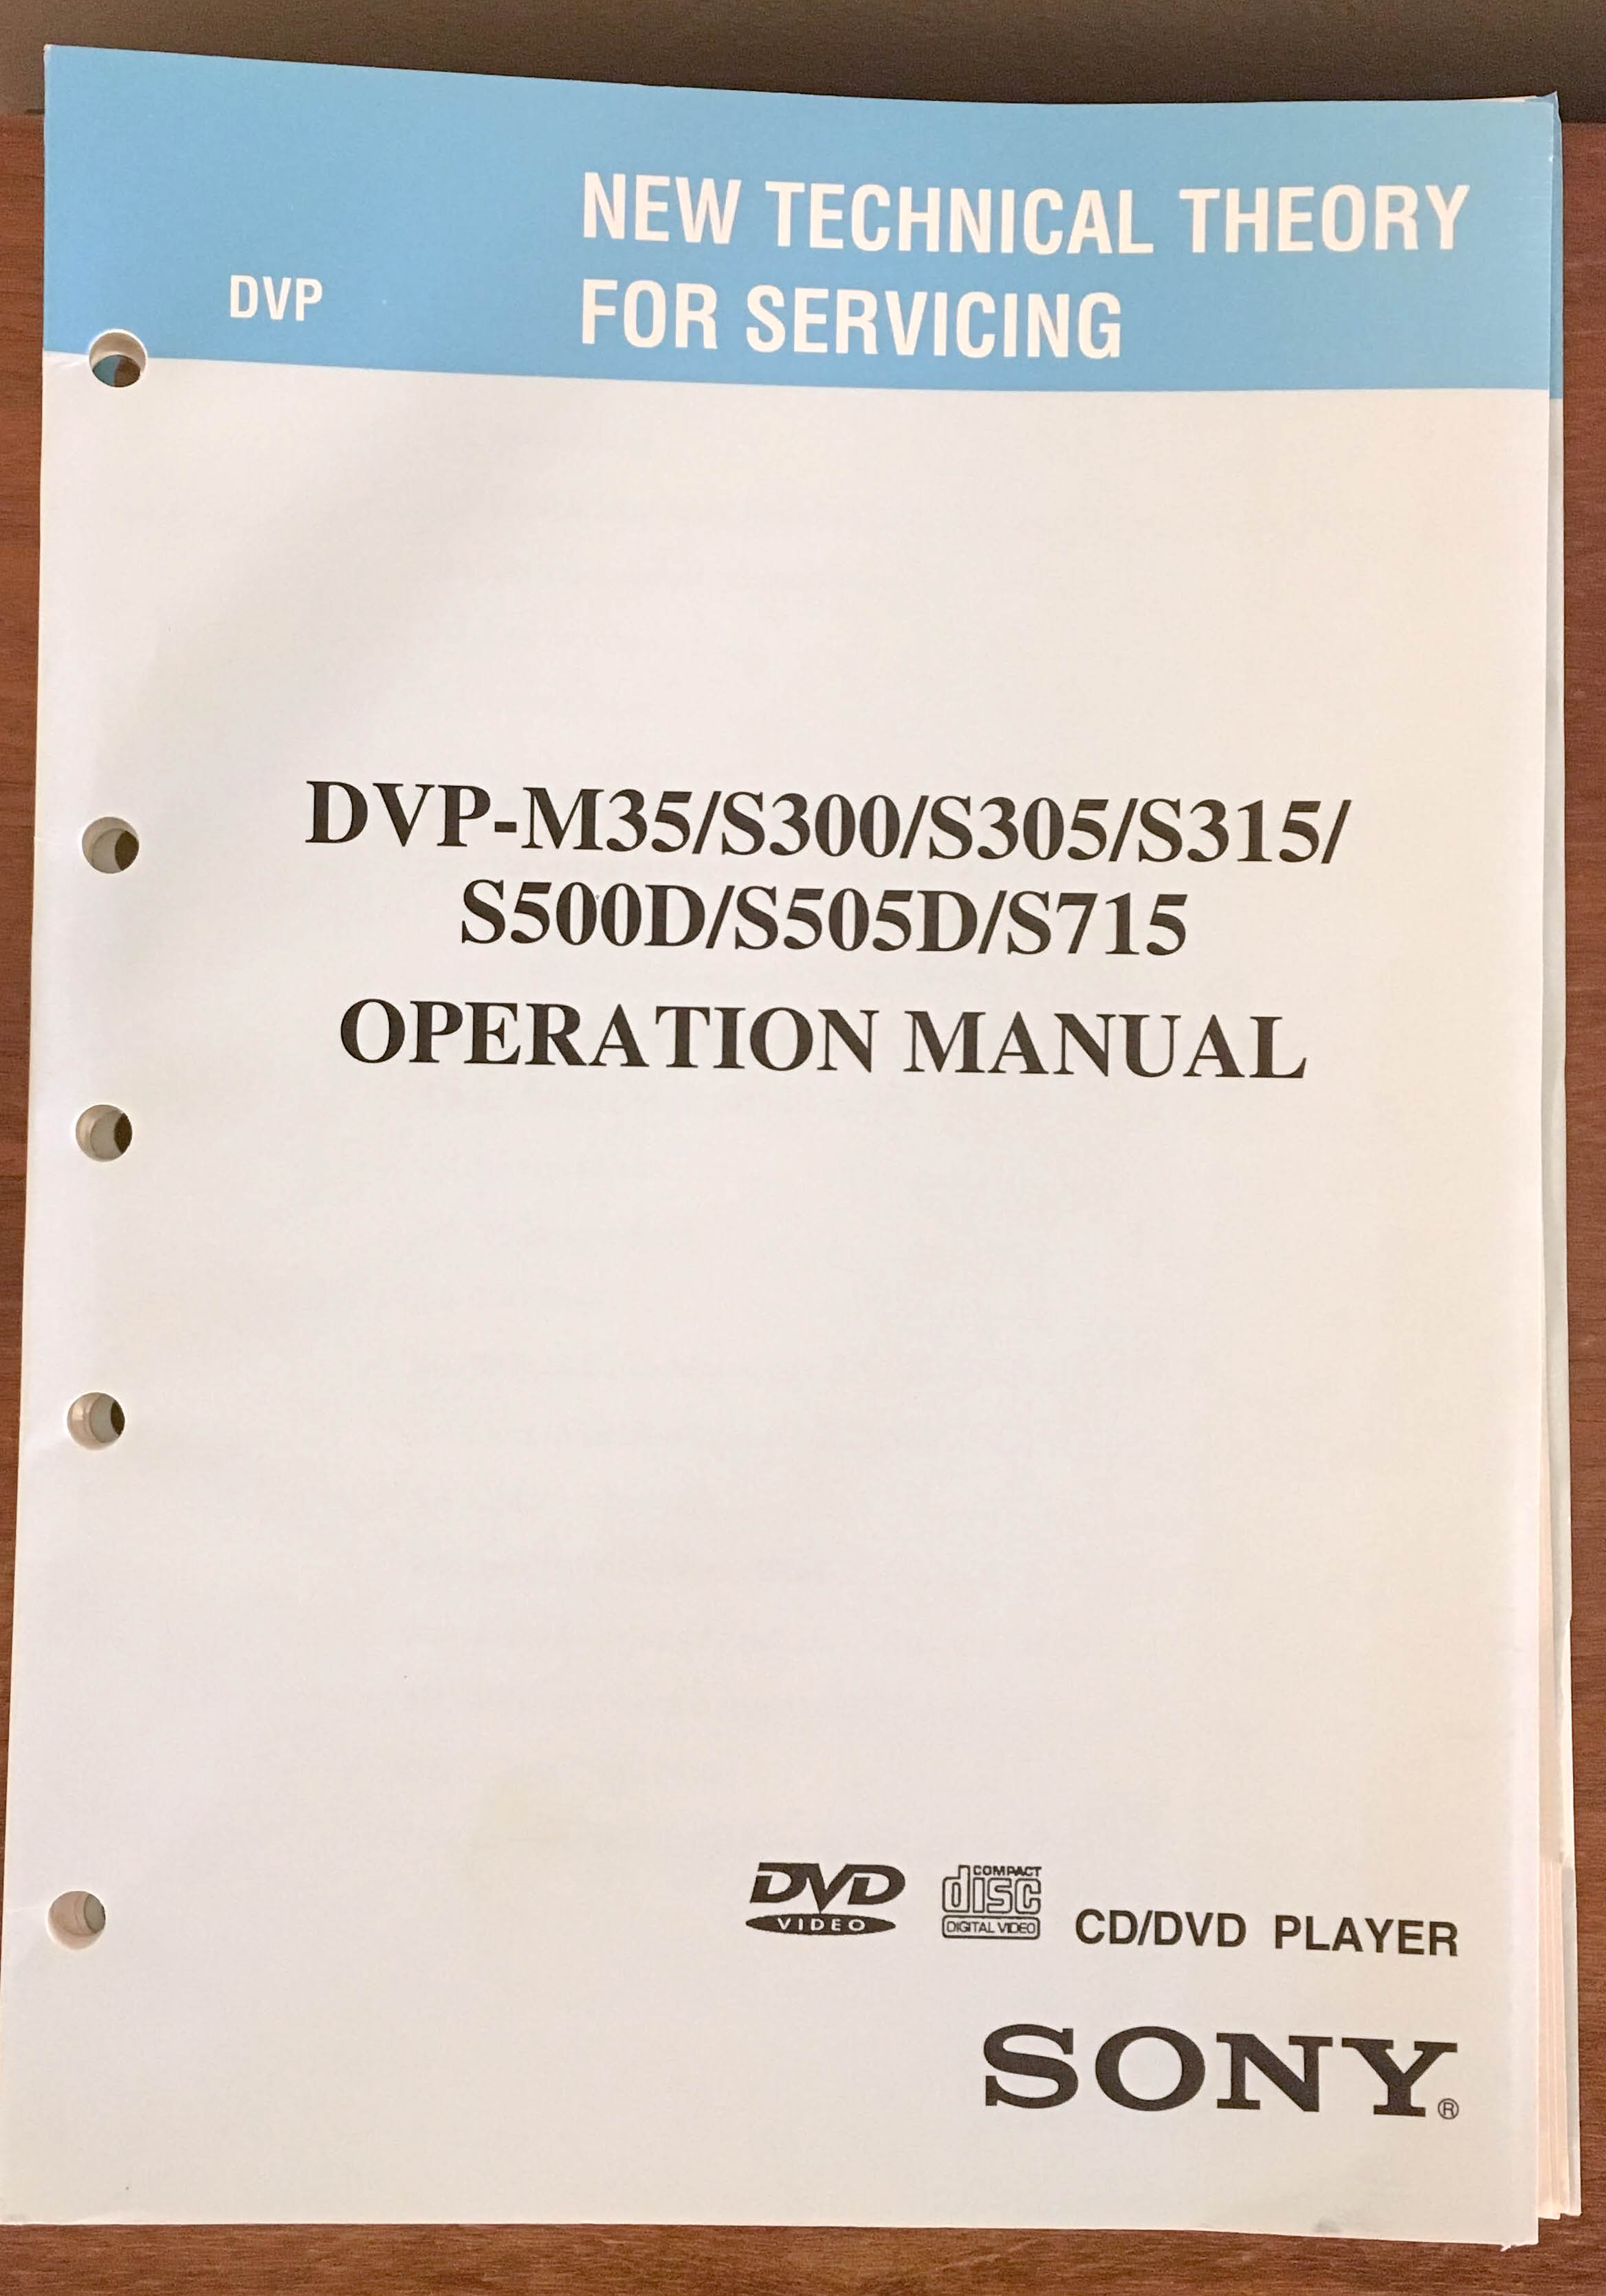 NEW TECHNICAL THEORY
DVP
FOR SERVICING
DVP-M35/S300/S305/S315/
S500D/S505D/S715
OPERATION MANUAL
DVD
VIDEO
COMPACT
disc
DIGITAL VIDEO
CD/DVD PLAYER
SONY®